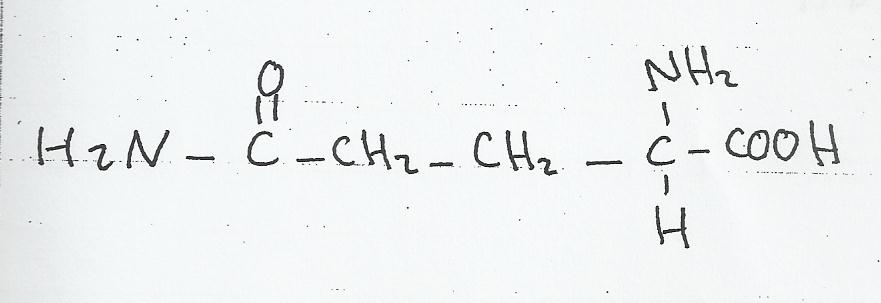 O
NH₂
H₂N – C – CH₂ – CH₂ – C – COOH
H